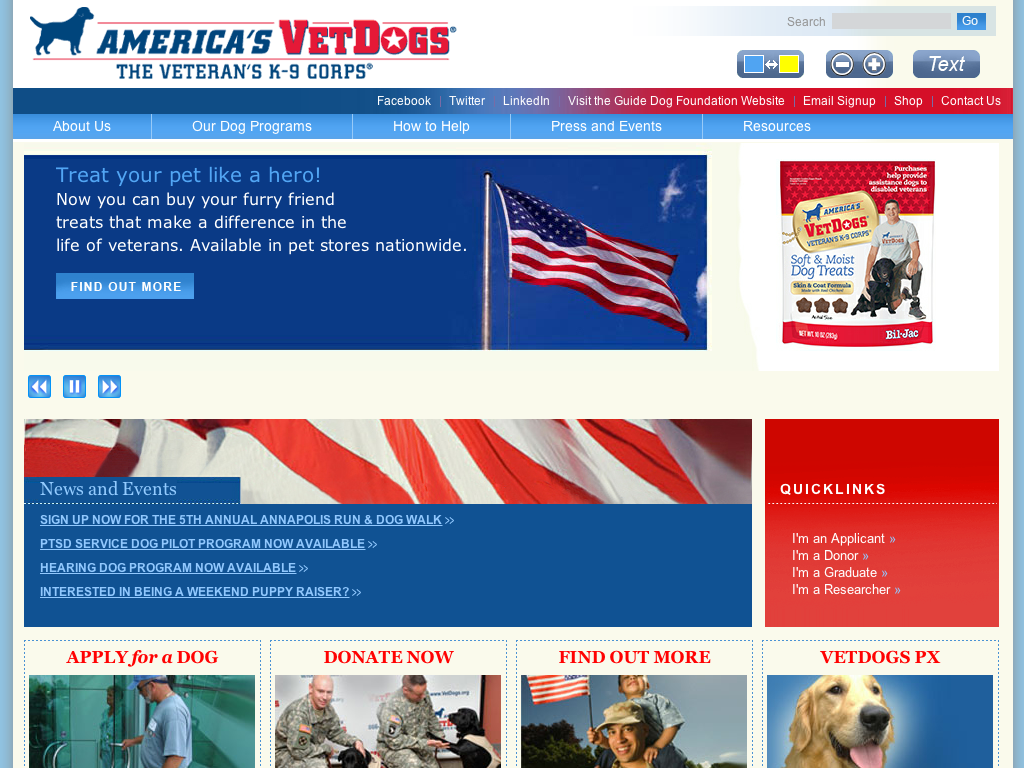 AMERICA'S VETDOGS®
THE VETERAN'S K-9 CORPS®
Search
Go
Text
Facebook | Twitter | LinkedIn | Visit the Guide Dog Foundation Website | Email Signup | Shop | Contact Us
About Us
Our Dog Programs
How to Help
Press and Events
Resources
Treat your pet like a hero!
Now you can buy your furry friend
treats that make a difference in the
life of veterans. Available in pet stores nationwide.
FIND OUT MORE
Purchases
help provide
assistance dogs to
disabled veterans
AMERICA'S
VETDOGS
VETERAN'S K-9 CORPS
Soft & Moist
Dog Treats
Skin & Coat Formula
Made with Real Chicken!
Actual Size
NET WT. 10 OZ (283g)
Bil-Jac
News and Events
SIGN UP NOW FOR THE 5TH ANNUAL ANNAPOLIS RUN & DOG WALK >>
PTSD SERVICE DOG PILOT PROGRAM NOW AVAILABLE >>
HEARING DOG PROGRAM NOW AVAILABLE >>
INTERESTED IN BEING A WEEKEND PUPPY RAISER? >>
QUICKLINKS
I'm an Applicant »
I'm a Donor »
I'm a Graduate »
I'm a Researcher »
APPLY for a DOG
DONATE NOW
www.VetDogs.org
FIND OUT MORE
VETDOGS PX